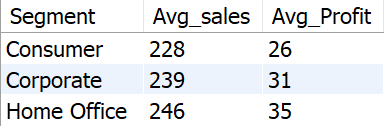 Segment Avg_sales Avg_Profit
Consumer 228 26
Corporate 239 31
Home Office 246 35